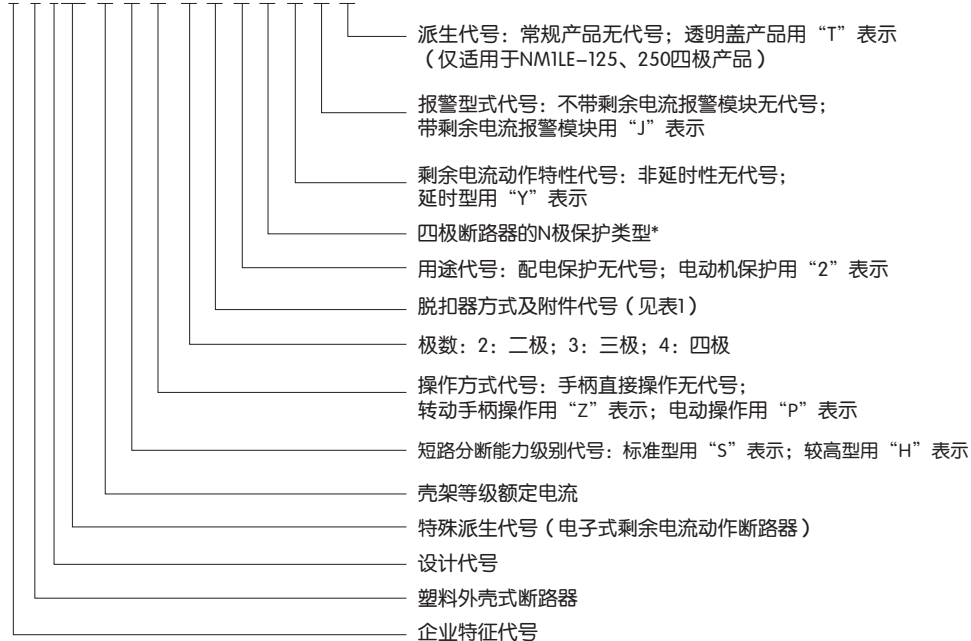 派生代号：常规产品无代号；透明盖产品用“T”表示
（仅适用于NM1LE-125、250四极产品）
报警型式代号：不带剩余电流报警模块无代号；
带剩余电流报警模块用“J”表示
剩余电流动作特性代号：非延时性无代号；
延时型用“Y”表示
四极断路器的N极保护类型*
用途代号：配电保护无代号；电动机保护用“2”表示
脱扣器方式及附件代号（见表1）
极数：2：二极；3：三极；4：四极
操作方式代号：手柄直接操作无代号；
转动手柄操作用“Z”表示；电动操作用“P”表示
短路分断能力级别代号：标准型用“S”表示；较高型用“H”表示
壳架等级额定电流
特殊派生代号（电子式剩余电流动作断路器）
设计代号
塑料外壳式断路器
企业特征代号